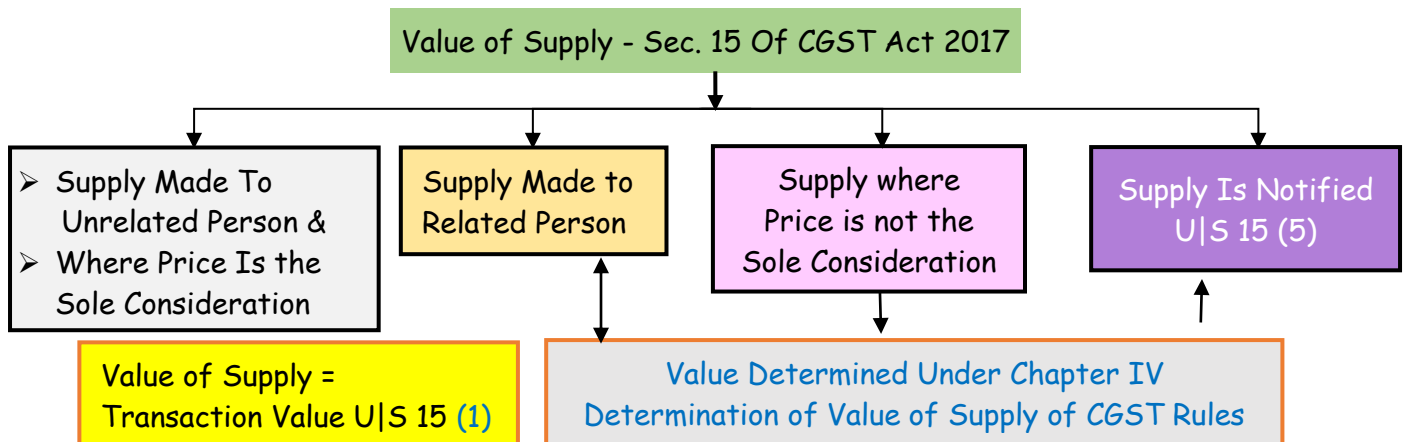 Value of Supply - Sec. 15 Of CGST Act 2017
➢ Supply Made To
Unrelated Person &
➢ Where Price Is the
Sole Consideration
Supply Made to
Related Person
Supply where
Price is not the
Sole Consideration
Supply Is Notified
U|S 15 (5)
Value of Supply =
Transaction Value U|S 15 (1)
Value Determined Under Chapter IV
Determination of Value of Supply of CGST Rules